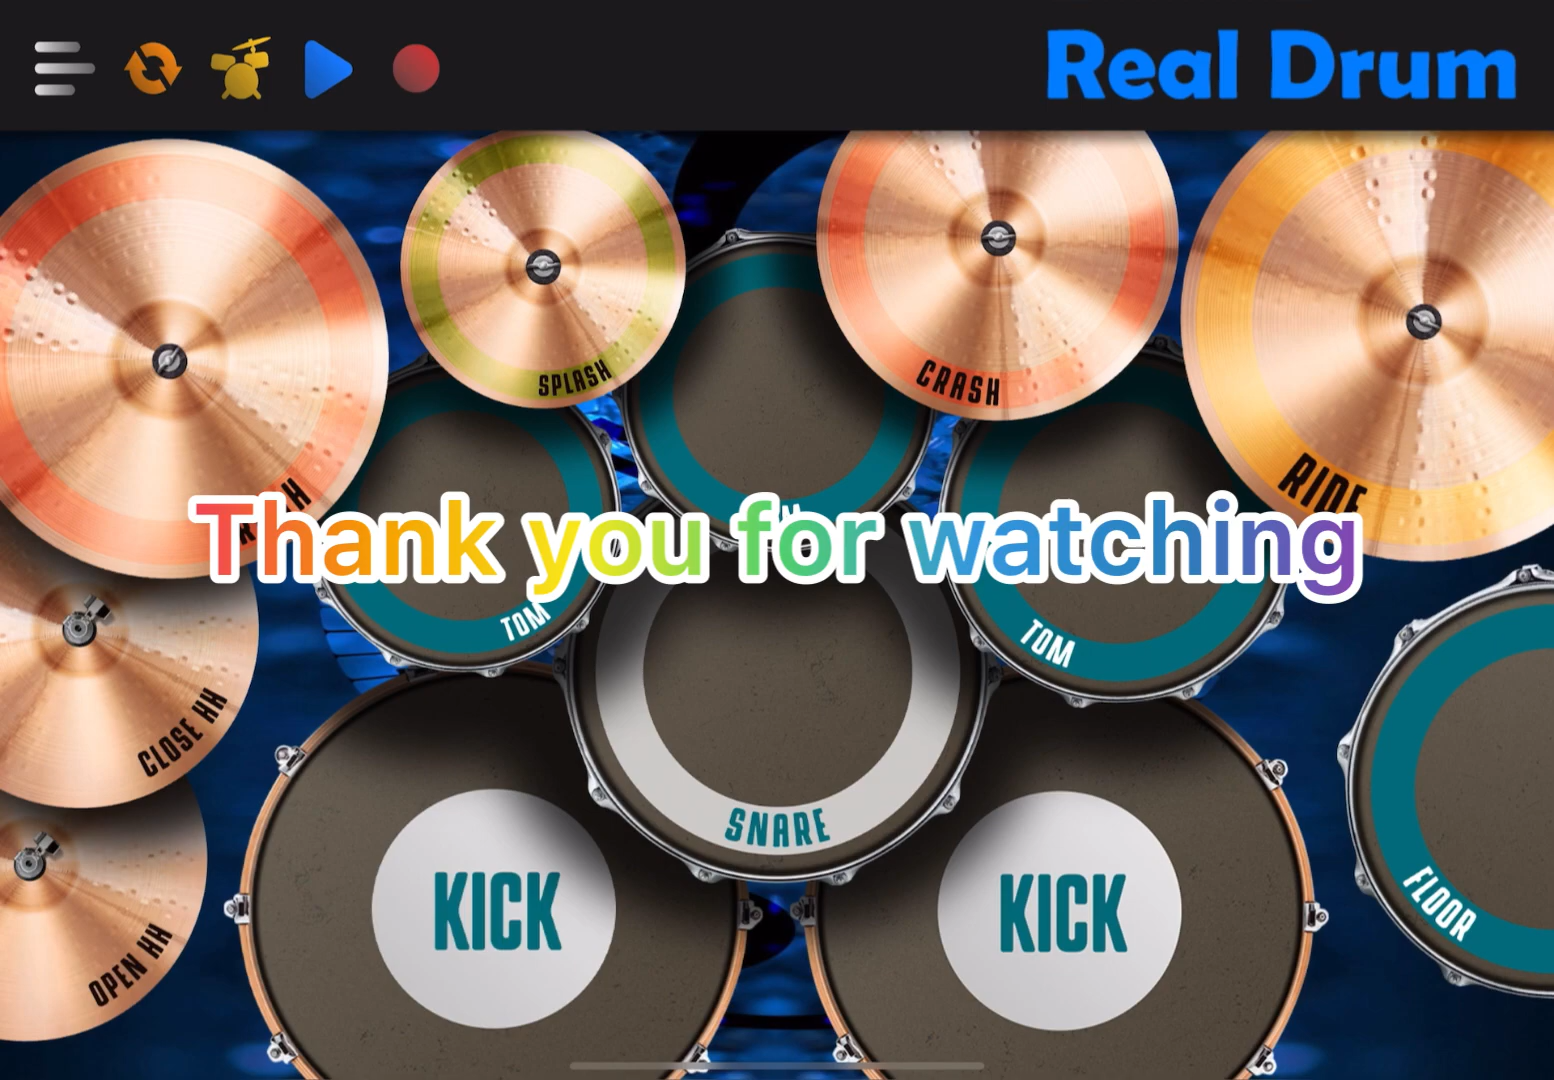 Real Drum
SPLASH
CRASH
RIDE
Thank you for watching
TOM
TOM
CLOSE HH
SNARE
KICK
KICK
FLOOR
OPEN HH